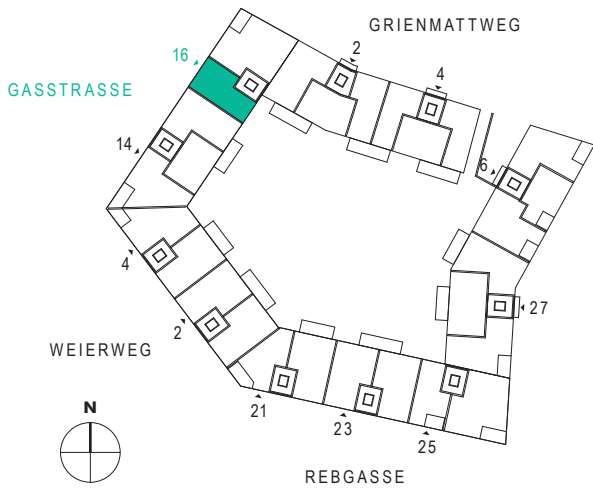 GRIENMATTWEG
2
16
4
GASSTRASSE
14
6
4
27
2
WEIERWEG
21
23
25
N
REBGASSE